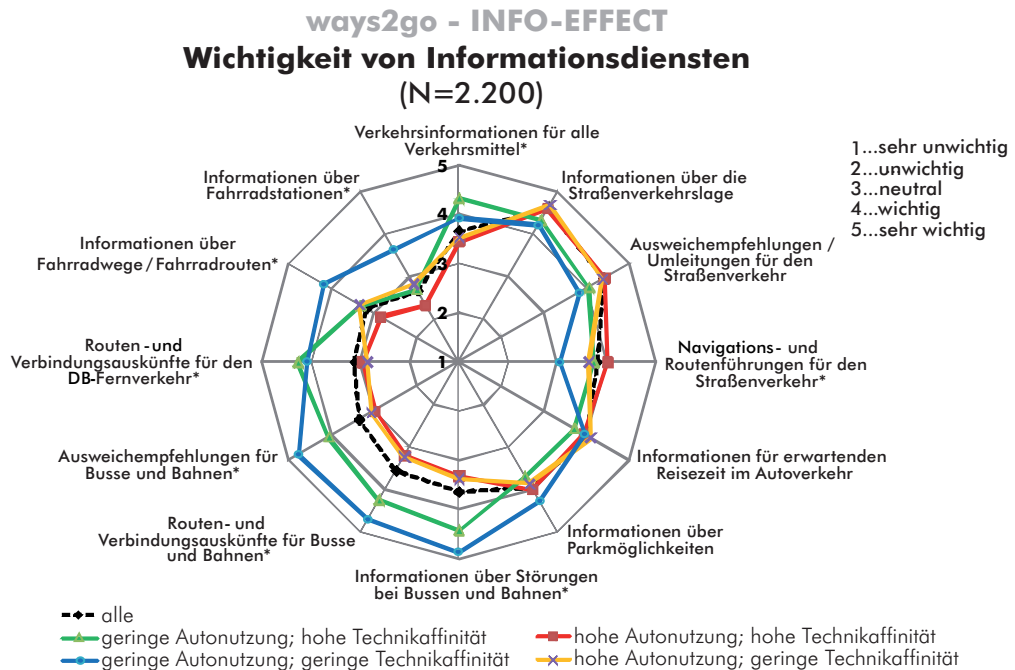 ways2go - INFO-EFFECT
Wichtigkeit von Informationsdiensten
(N=2.200)
Verkehrsinformationen für alle
Verkehrsmittel*
Informationen über die
Straßenverkehrslage
Ausweichempfehlungen /
Umleitungen für den
Straßenverkehr
Navigations- und
Routenführungen für den
Straßenverkehr*
Informationen für erwartenden
Reisezeit im Autoverkehr
Informationen über
Parkmöglichkeiten
Informationen über Störungen
bei Bussen und Bahnen*
Routen- und
Verbindungsauskünfte für Busse
und Bahnen*
Ausweichempfehlungen für
Busse und Bahnen*
Routen-und
Verbindungsauskünfte für den
DB-Fernverkehr*
Informationen über
Fahrradwege/Fahrradrouten*
Informationen über
Fahrradstationen*
5
4
3
2
1
1...sehr unwichtig
2...unwichtig
3...neutral
4...wichtig
5...sehr wichtig
alle
geringe Autonutzung; hohe Technikaffinität
hohe Autonutzung; hohe Technikaffinität
geringe Autonutzung; geringe Technikaffinität
hohe Autonutzung; geringe Technikaffinität